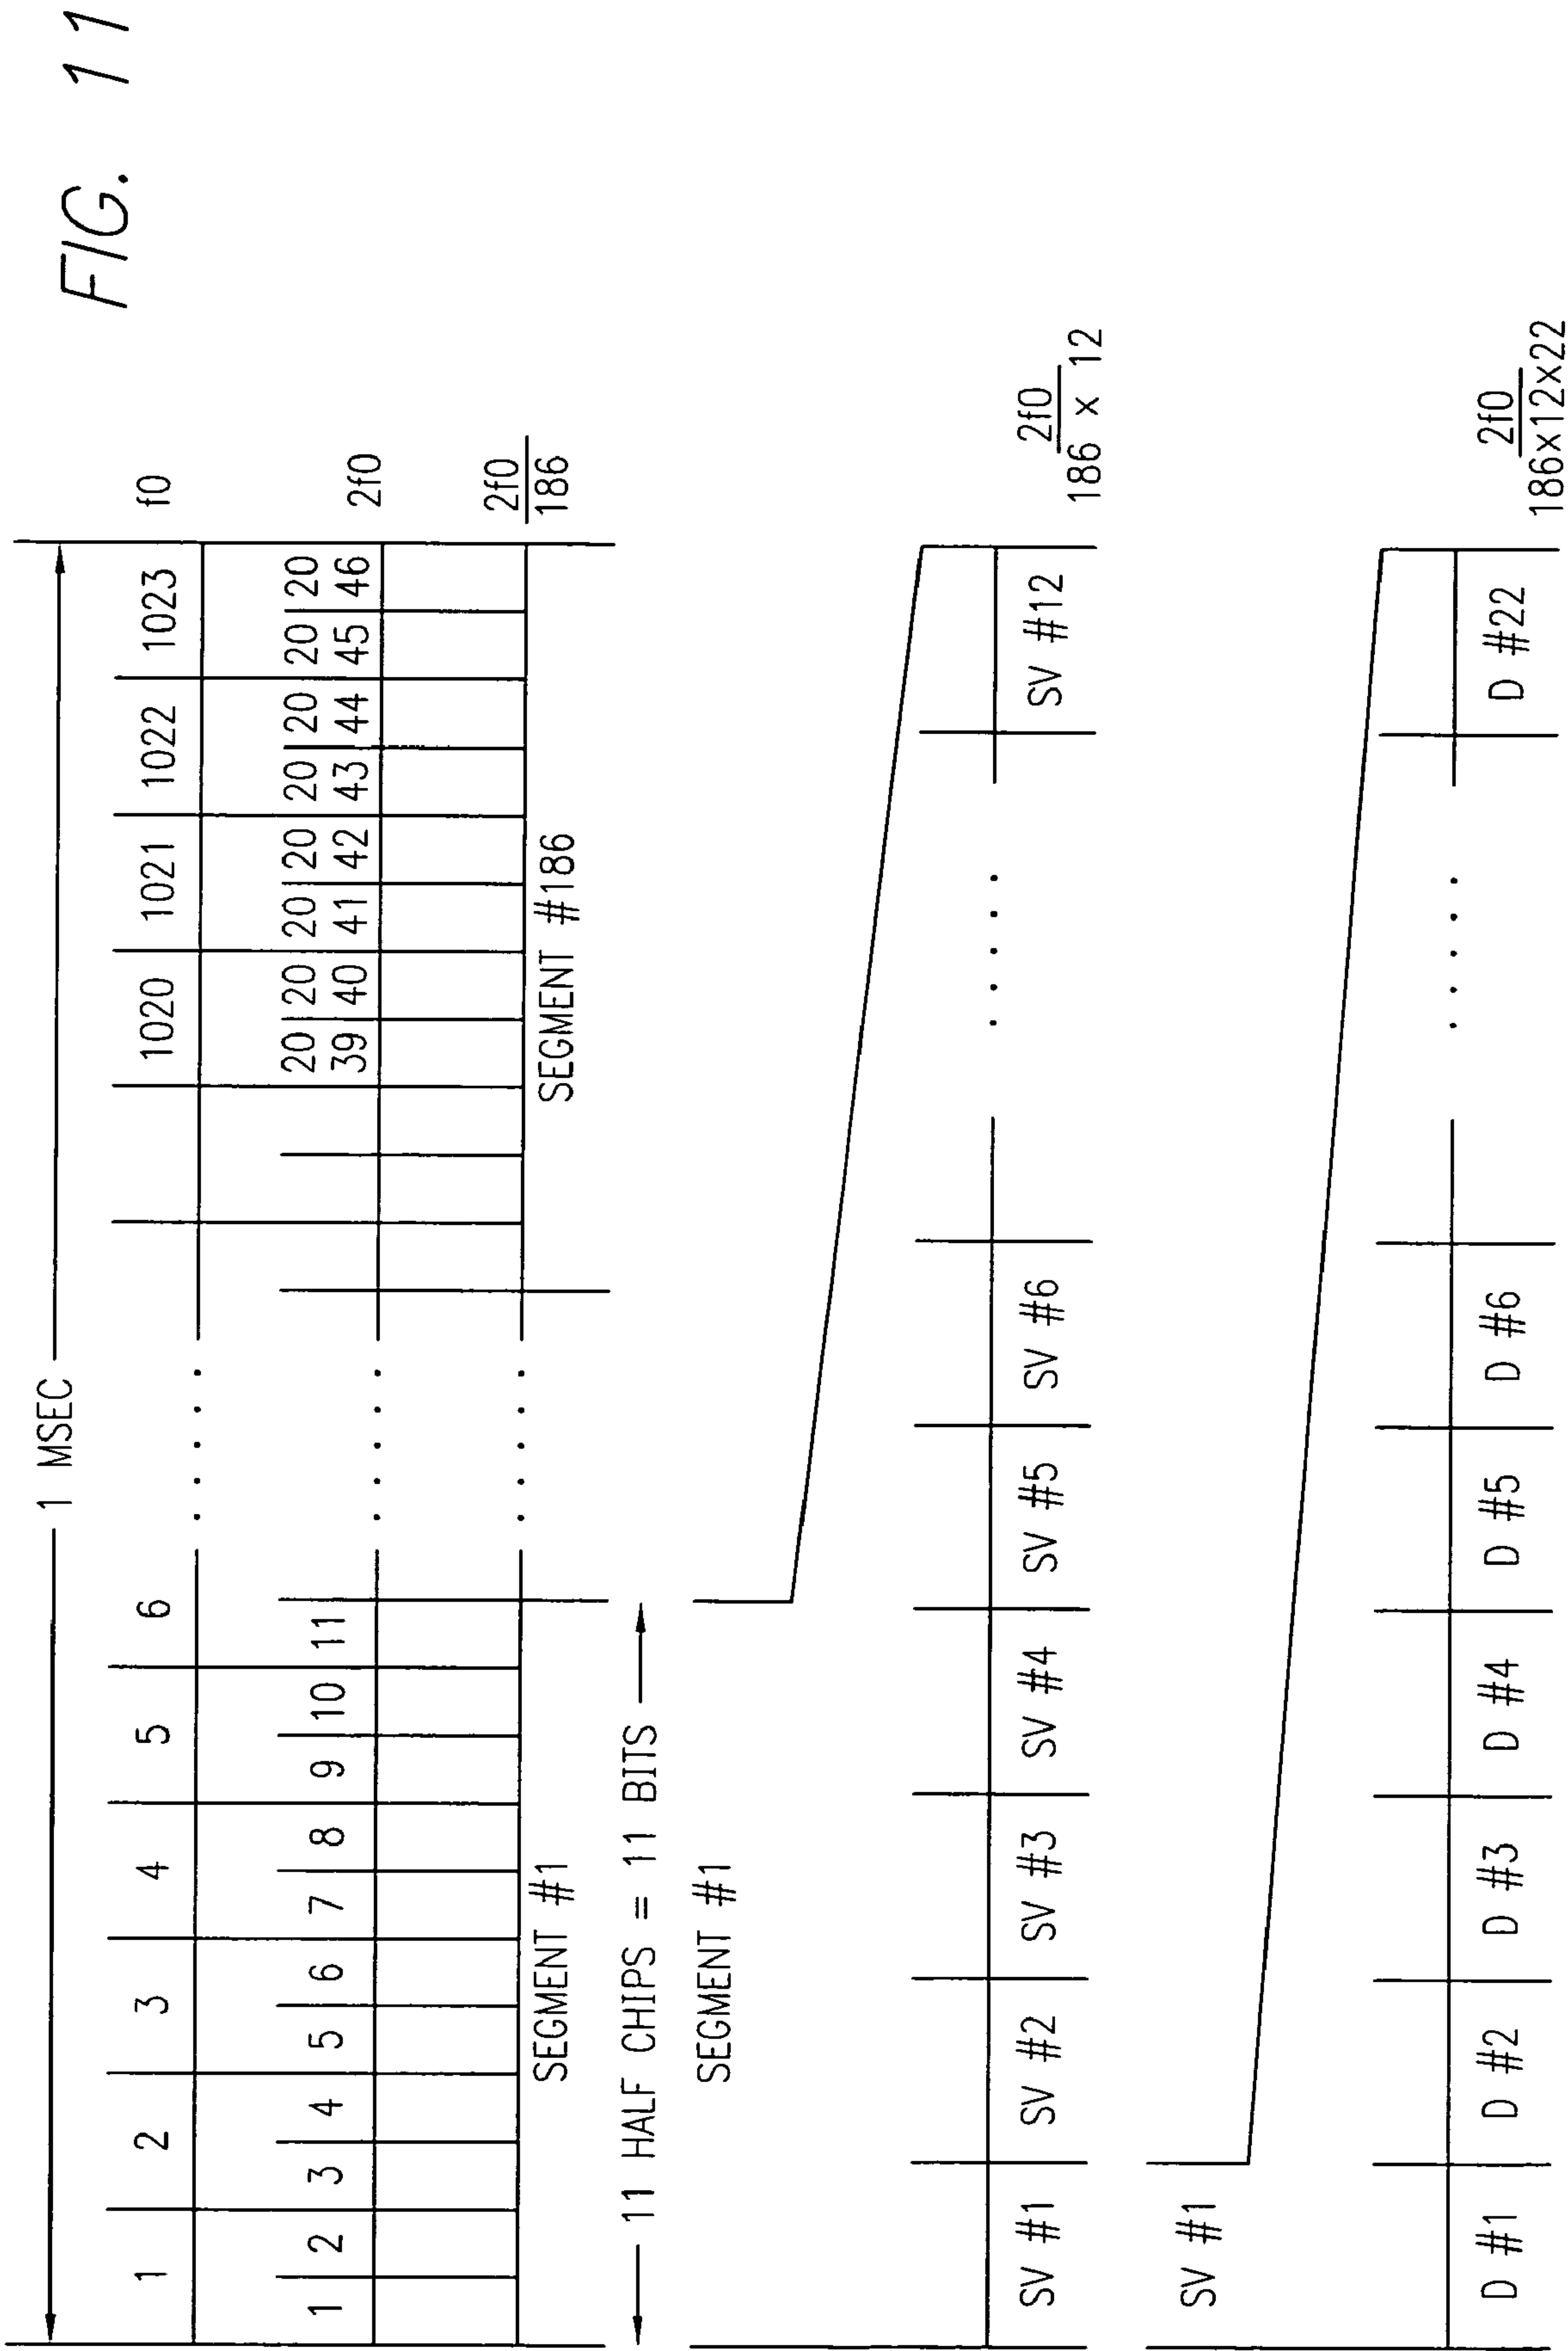 FIG. 11
1 MSEC
1 2 3 4 5 6 ..... 1020 1021 1022 1023 f0
1 2 3 4 5 6 7 8 9 10 11 ..... 20 20 20 20 20 20 20 20
39 40 41 42 43 44 45 46 2f0
2f0
186
SEGMENT #1 SEGMENT #186
11 HALF CHIPS = 11 BITS
SEGMENT #1
SV #1 SV #2 SV #3 SV #4 SV #5 SV #6 ..... SV #12
2f0
186 x 12
SV #1
D #1 D #2 D #3 D #4 D #5 D #6 ..... D #22
2f0
186x12x22